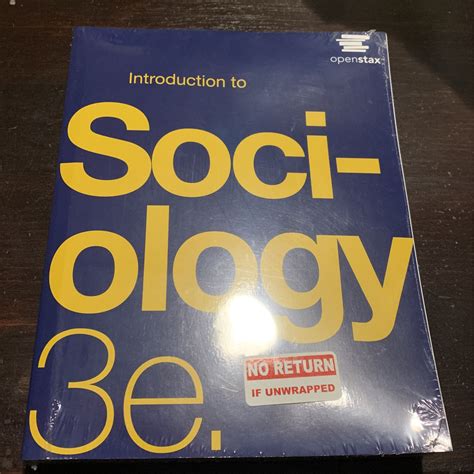 openstax
Introduction to
Soci-
ology
3e.
NO RETURN
IF UNWRAPPED